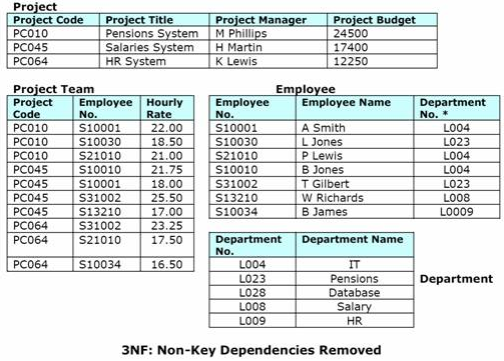 Project
Project Code Project Title Project Manager Project Budget
PC010 Pensions System M Phillips 24500
PC045 Salaries System H Martin 17400
PC064 HR System K Lewis 12250
Project Team
Project Code Employee No. Hourly Rate
PC010 S10001 22.00
PC010 S10030 18.50
PC010 S21010 21.00
PC045 S10010 21.75
PC045 S10001 18.00
PC045 S31002 25.50
PC045 S13210 17.00
PC064 S31002 23.25
PC064 S21010 17.50
PC064 S10034 16.50
Employee
Employee No. Employee Name Department No. *
S10001 A Smith L004
S10030 L Jones L023
S21010 P Lewis L004
S10010 B Jones L004
S31002 T Gilbert L023
S13210 W Richards L008
S10034 B James L0009
Department No. Department Name
L004 IT
L023 Pensions
L028 Database
L008 Salary
L009 HR
Department
3NF: Non-Key Dependencies Removed